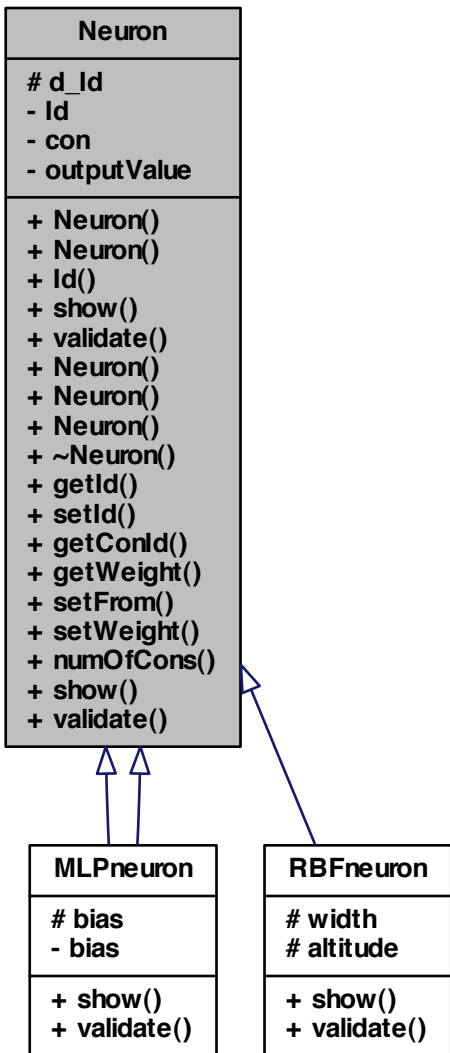 Neuron
# d_Id
- Id
- con
- outputValue
+ Neuron()
+ Neuron()
+ Id()
+ show()
+ validate()
+ Neuron()
+ Neuron()
+ Neuron()
+ ~Neuron()
+ getId()
+ setId()
+ getConId()
+ getWeight()
+ setFrom()
+ setWeight()
+ numOfCons()
+ show()
+ validate()
MLPneuron
# bias
- bias
+ show()
+ validate()
RBFneuron
# width
# altitude
+ show()
+ validate()